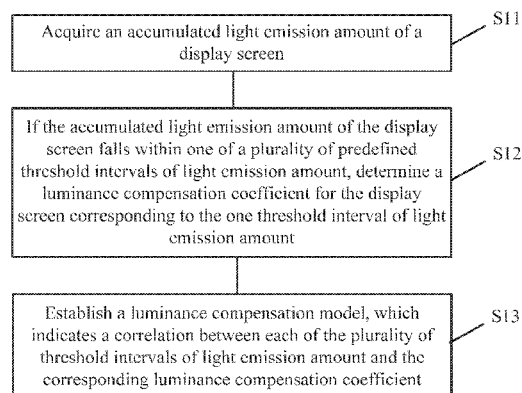 Acquire an accumulated light emission amount of a
display screen
S11
If the accumulated light emission amount of the display
screen falls within one of a plurality of predefined
threshold intervals of light emission amount, determine a
luminance compensation coefficient for the display
screen corresponding to the one threshold interval of light
emission amount
S12
Establish a luminance compensation model, which
indicates a correlation between each of the plurality of
threshold intervals of light emission amount and the
corresponding luminance compensation coefficient
S13